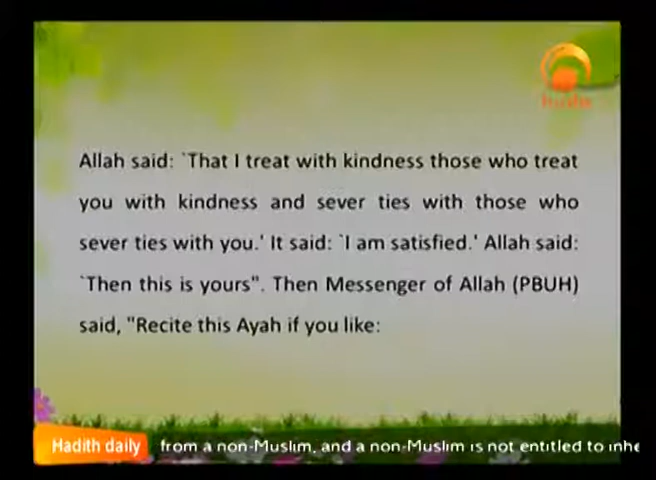 huda
Allah said: `That I treat with kindness those who treat
you with kindness and sever ties with those who
sever ties with you.' It said: `I am satisfied.' Allah said:
`Then this is yours". Then Messenger of Allah (PBUH)
said, "Recite this Ayah if you like:
Hadith daily
from a non-Muslim, and a non-Muslim is not entitled to inhe